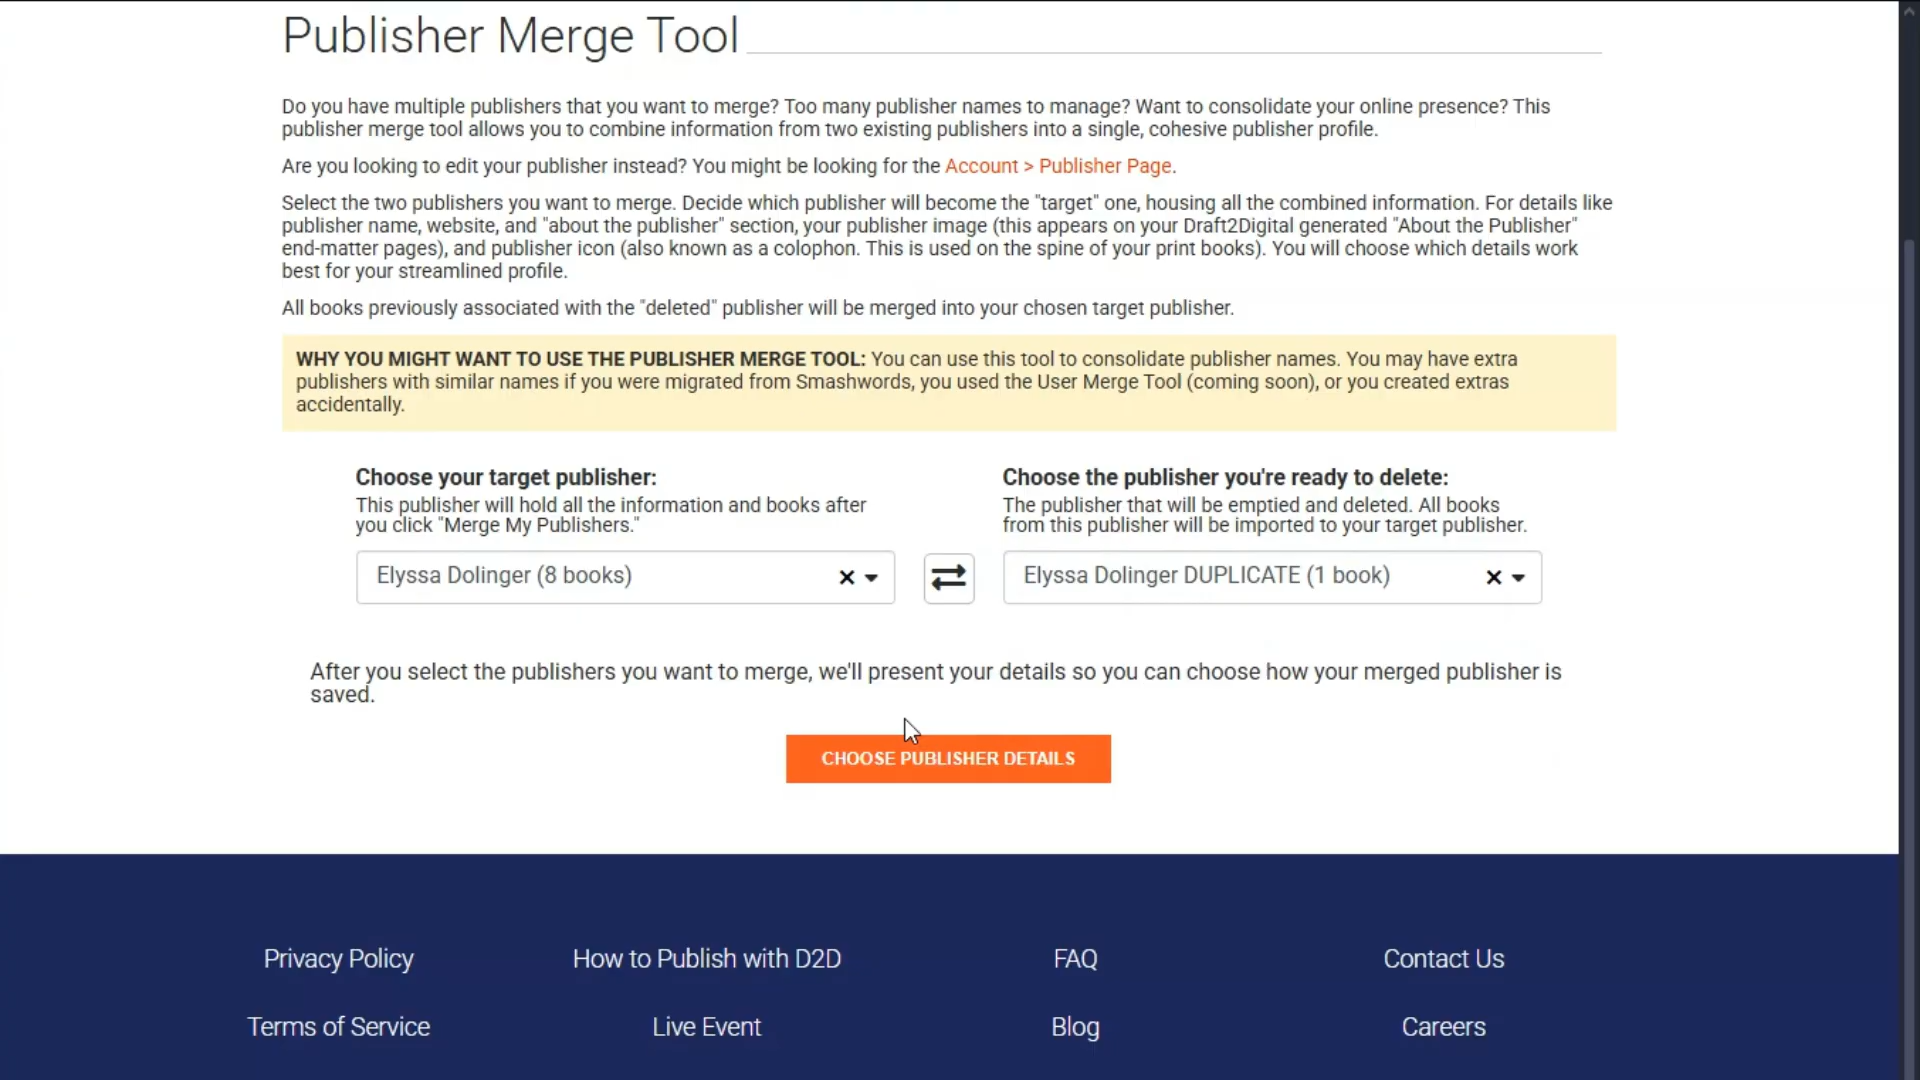 Publisher Merge Tool
Do you have multiple publishers that you want to merge? Too many publisher names to manage? Want to consolidate your online presence? This
publisher merge tool allows you to combine information from two existing publishers into a single, cohesive publisher profile.
Are you looking to edit your publisher instead? You might be looking for the Account > Publisher Page.
Select the two publishers you want to merge. Decide which publisher will become the "target" one, housing all the combined information. For details like
publisher name, website, and "about the publisher" section, your publisher image (this appears on your Draft2Digital generated "About the Publisher"
end-matter pages), and publisher icon (also known as a colophon. This is used on the spine of your print books). You will choose which details work
best for your streamlined profile.
All books previously associated with the "deleted" publisher will be merged into your chosen target publisher.
WHY YOU MIGHT WANT TO USE THE PUBLISHER MERGE TOOL: You can use this tool to consolidate publisher names. You may have extra
publishers with similar names if you were migrated from Smashwords, you used the User Merge Tool (coming soon), or you created extras
accidentally.
Choose your target publisher:
This publisher will hold all the information and books after
you click "Merge My Publishers."
Elyssa Dolinger (8 books)
Choose the publisher you're ready to delete:
The publisher that will be emptied and deleted. All books
from this publisher will be imported to your target publisher.
Elyssa Dolinger DUPLICATE (1 book)
After you select the publishers you want to merge, we'll present your details so you can choose how your merged publisher is
saved.
CHOOSE PUBLISHER DETAILS
Privacy Policy
How to Publish with D2D
FAQ
Contact Us
Terms of Service
Live Event
Blog
Careers